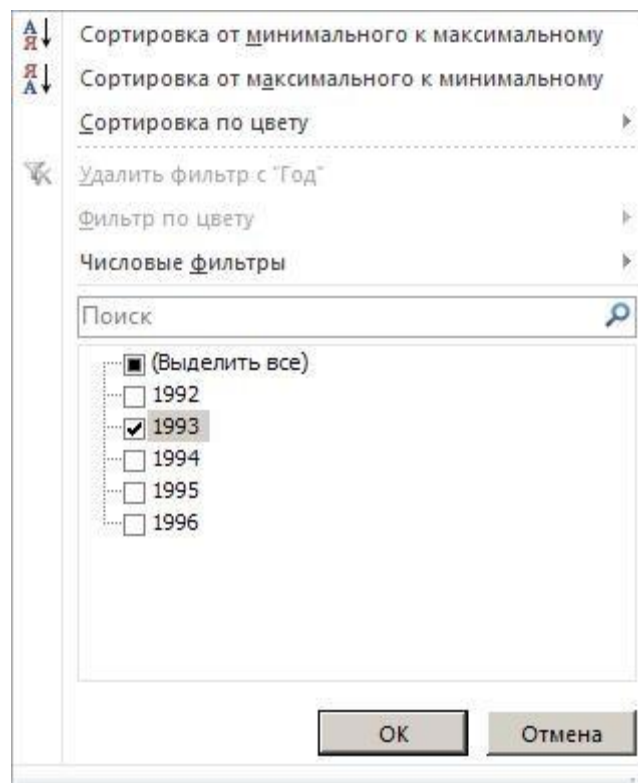 Сортировка от минимального к максимальному
Сортировка от максимального к минимальному
Сортировка по цвету
Удалить фильтр с "Год"
Фильтр по цвету
Числовые фильтры
Поиск
(Выделить все)
1992
1993
1994
1995
1996
ОК Отмена